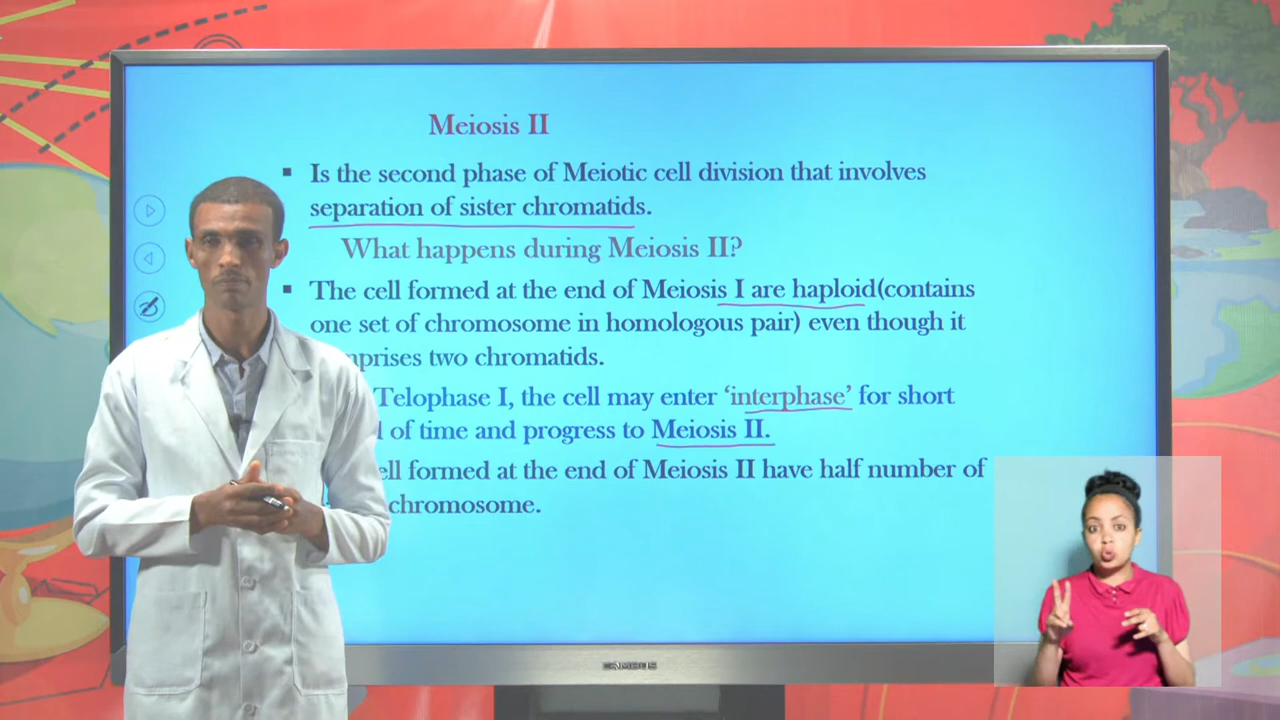 Meiosis II
▪ Is the second phase of Meiotic cell division that involves
separation of sister chromatids.
What happens during Meiosis II?
▪ The cell formed at the end of Meiosis I are haploid(contains
one set of chromosome in homologous pair) even though it
mprises two chromatids.
Telophase I, the cell may enter ‘interphase’ for short
of time and progress to Meiosis II.
ell formed at the end of Meiosis II have half number of
chromosome.